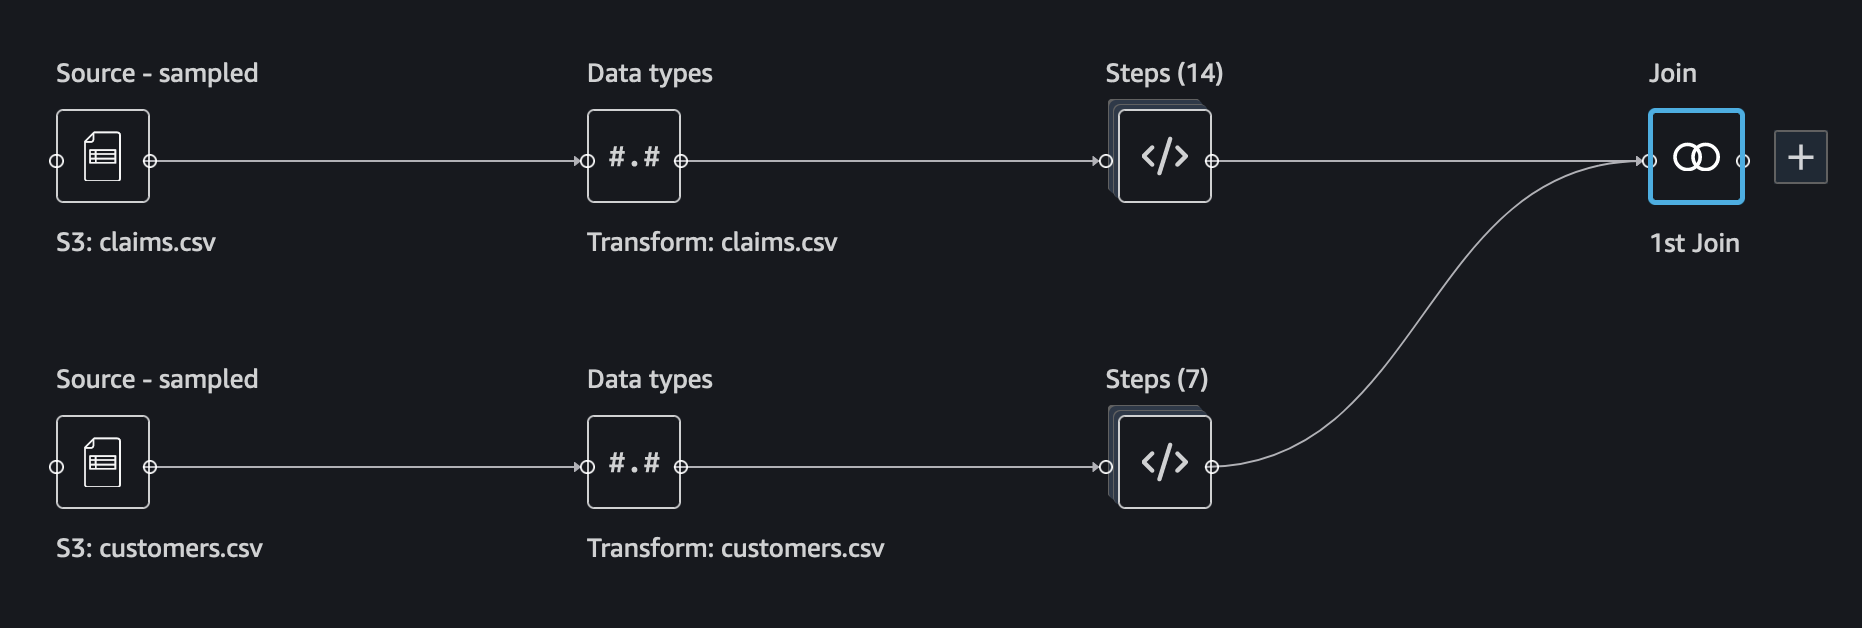 Source - sampled
Data types
Steps (14)
Join
#.#
</>
+
S3: claims.csv
Transform: claims.csv
1st Join
Source - sampled
Data types
Steps (7)
#.#
</>
S3: customers.csv
Transform: customers.csv